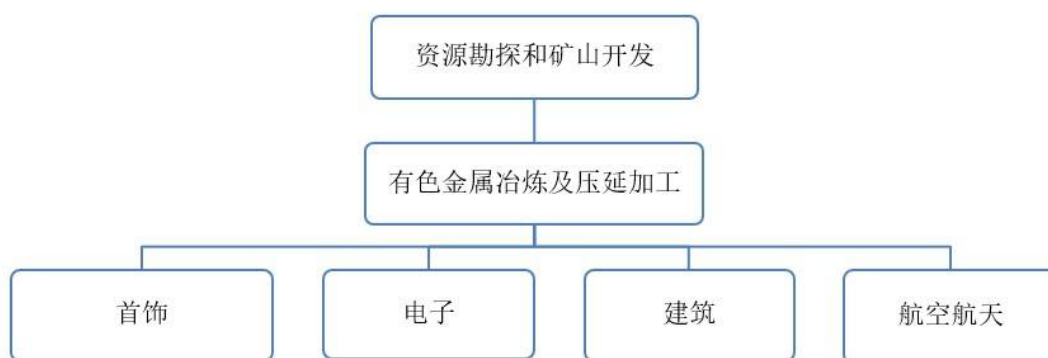 资源勘探和矿山开发
有色金属冶炼及压延加工
首饰
电子
建筑
航空航天